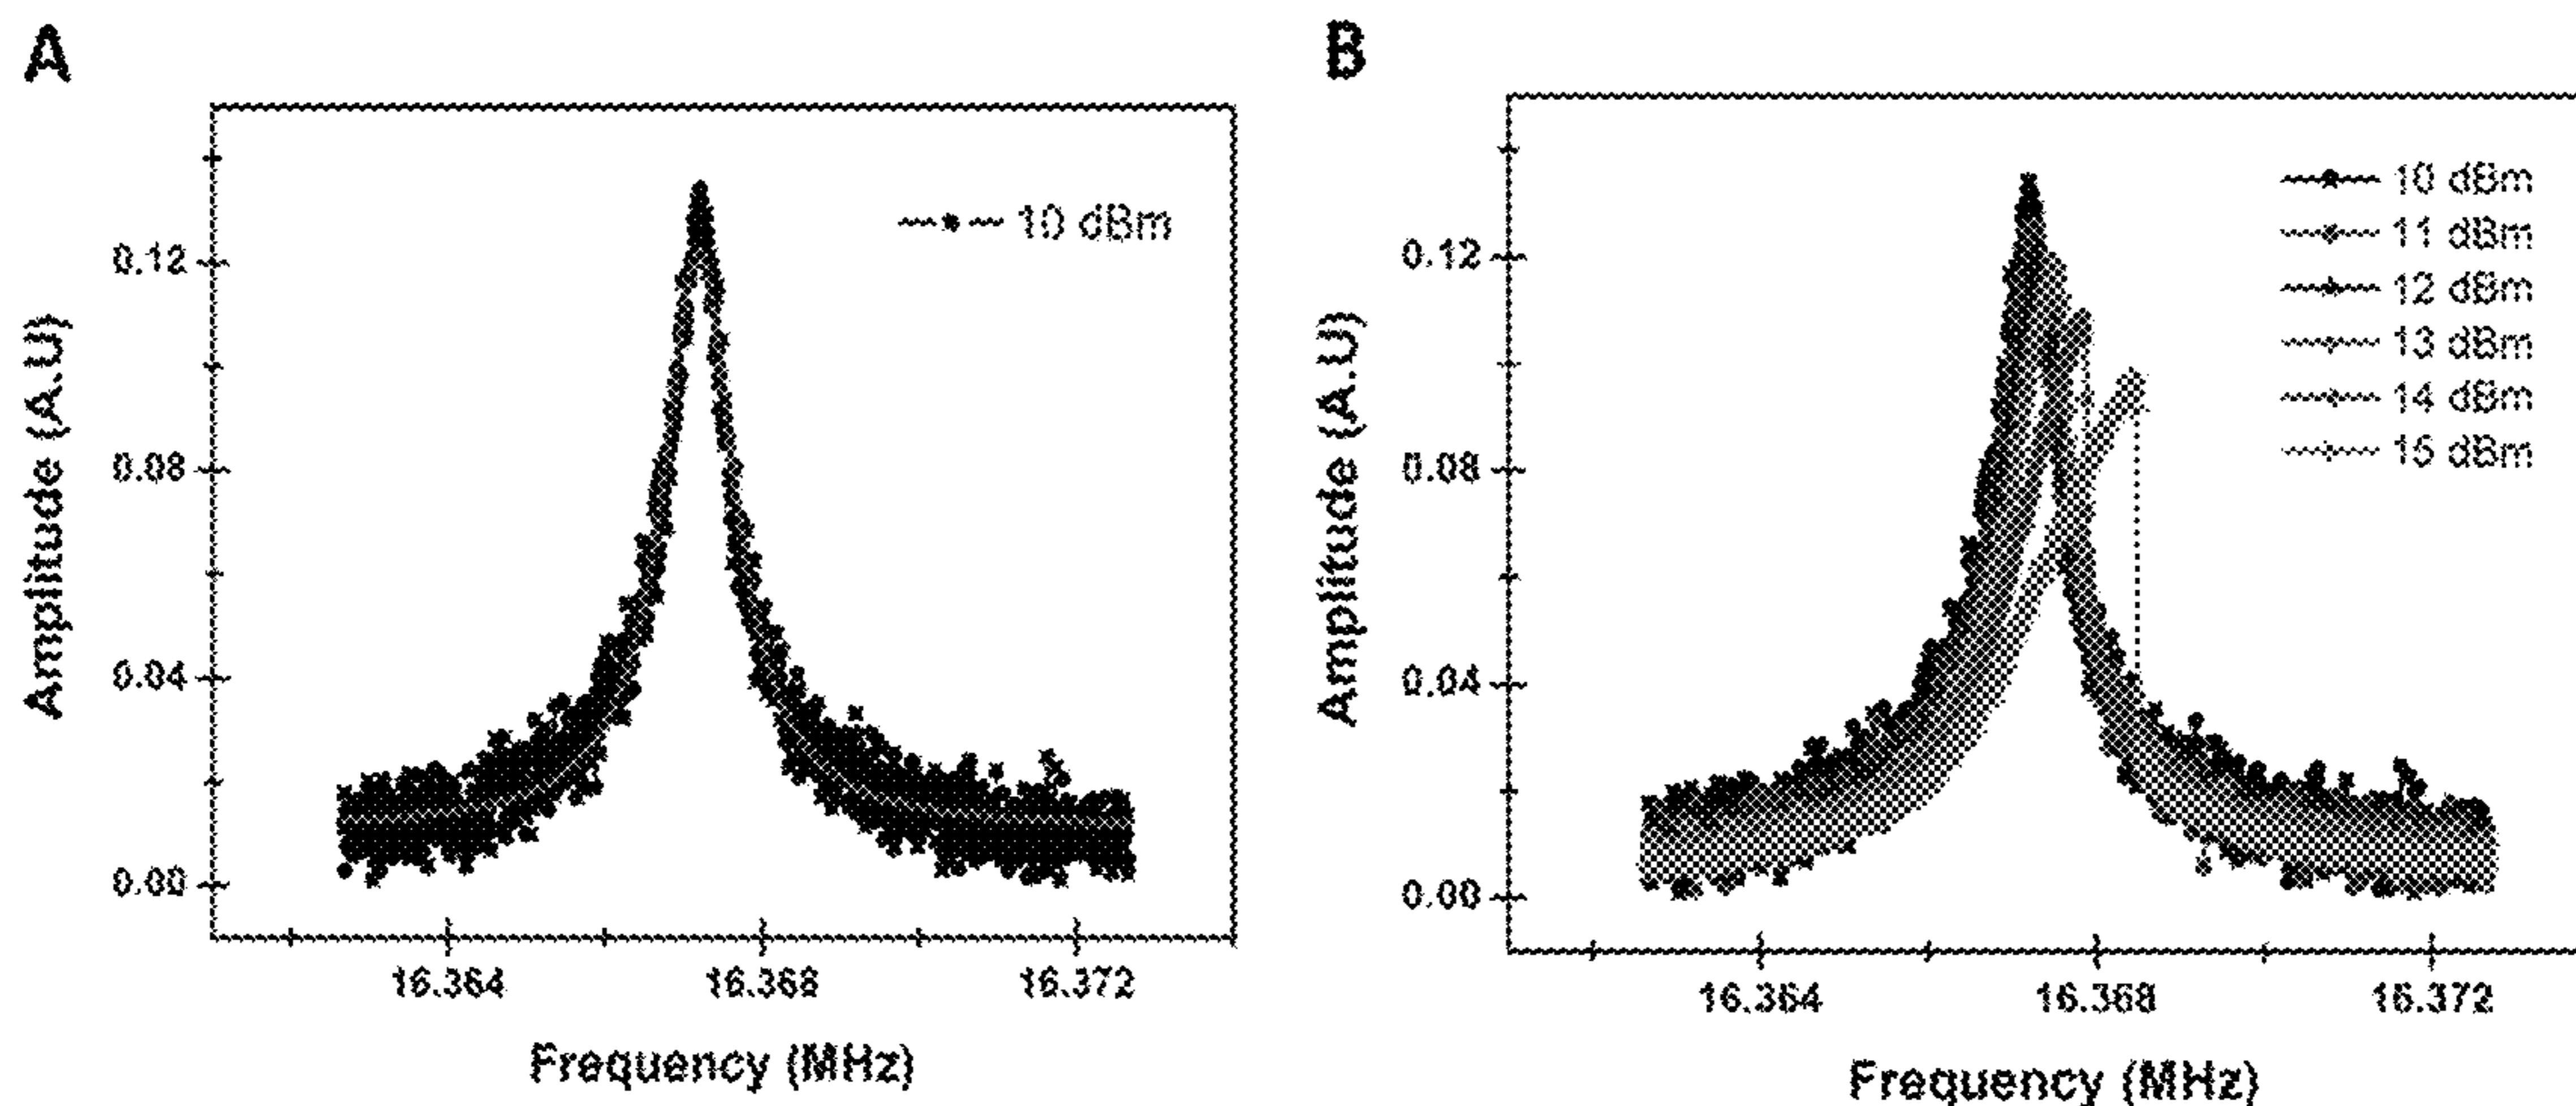 A
Amplitude (A.U)
0.12
0.08
0.04
0.00
10 dBm
16.364
16.368
16.372
Frequency (MHz)
B
Amplitude (A.U)
0.12
0.08
0.04
0.00
10 dBm
11 dBm
12 dBm
13 dBm
14 dBm
15 dBm
16.364
16.368
16.372
Frequency (MHz)